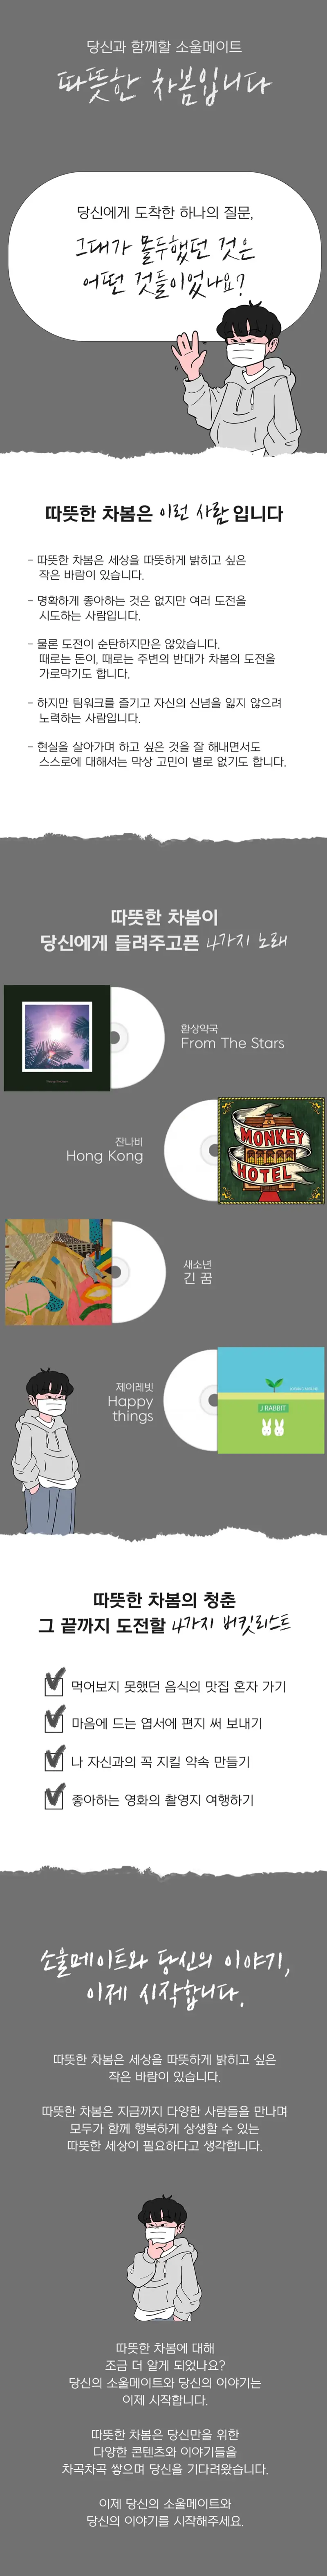 당신과 함께할 소울메이트
따뜻한 차봄입니다
당신에게 도착한 하나의 질문,
그대가 몰두했던 것은
어떤 것들이었나요?
따뜻한 차봄은 이런 사람 입니다
- 따뜻한 차봄은 세상을 따뜻하게 밝히고 싶은
작은 바람이 있습니다.
- 명확하게 좋아하는 것은 없지만 여러 도전을
시도하는 사람입니다.
- 물론 도전이 순탄하지만은 않았습니다.
때로는 돈이, 때로는 주변의 반대가 차봄의 도전을
가로막기도 합니다.
- 하지만 팀워크를 즐기고 자신의 신념을 잃지 않으려
노력하는 사람입니다.
- 현실을 살아가며 하고 싶은 것을 잘 해내면서도
스스로에 대해서는 막상 고민이 별로 없기도 합니다.
따뜻한 차봄이
당신에게 들려주고픈 4가지 노래
환상약국
From The Stars
잔나비
Hong Kong
MONKEY
HOTEL
새소년
긴 꿈
제이레빗
Happy
things
J RABBIT
따뜻한 차봄의 청춘
그 끝까지 도전할 4가지 버킷리스트
먹어보지 못했던 음식의 맛집 혼자 가기
마음에 드는 엽서에 편지 써 보내기
나 자신과의 꼭 지킬 약속 만들기
좋아하는 영화의 촬영지 여행하기
소울메이트와 당신의 이야기,
이제 시작합니다.
따뜻한 차봄은 세상을 따뜻하게 밝히고 싶은
작은 바람이 있습니다.
따뜻한 차봄은 지금까지 다양한 사람들을 만나며
모두가 함께 행복하게 상생할 수 있는
따뜻한 세상이 필요하다고 생각합니다.
따뜻한 차봄에 대해
조금 더 알게 되었나요?
당신의 소울메이트와 당신의 이야기는
이제 시작합니다.
따뜻한 차봄은 당신만을 위한
다양한 콘텐츠와 이야기들을
차곡차곡 쌓으며 당신을 기다려왔습니다.
이제 당신의 소울메이트와
당신의 이야기를 시작해주세요.